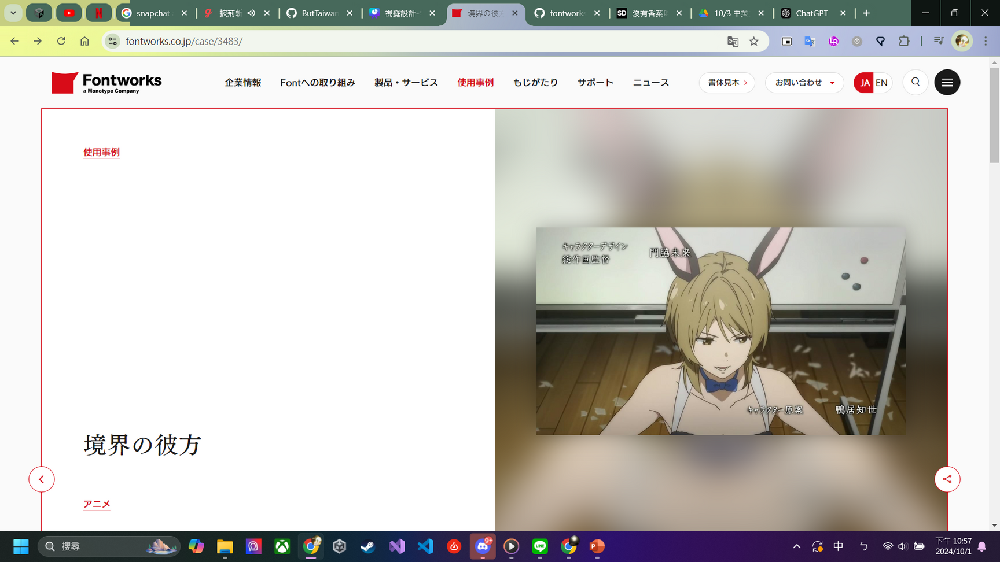 snapchat
披荊斬
ButTaiwan
視覺設計-
境界の彼方
fontworks
SD
沒有香菜
10/3 中英
ChatGPT
fontworks.co.jp/case/3483/
Fontworks
a Monotype Company
企業情報
Fontへの取り組み
製品・サービス
使用事例
もじがたり
サポート
ニュース
書体見本
お問い合わせ
JA EN
使用事例
キャラクターデザイン
総作画監督
門脇未来
キャラクター原案
鴨居知世
境界の彼方
アニメ
搜尋
9+
LINE
中
ㄅ
下午 10:57
2024/10/1